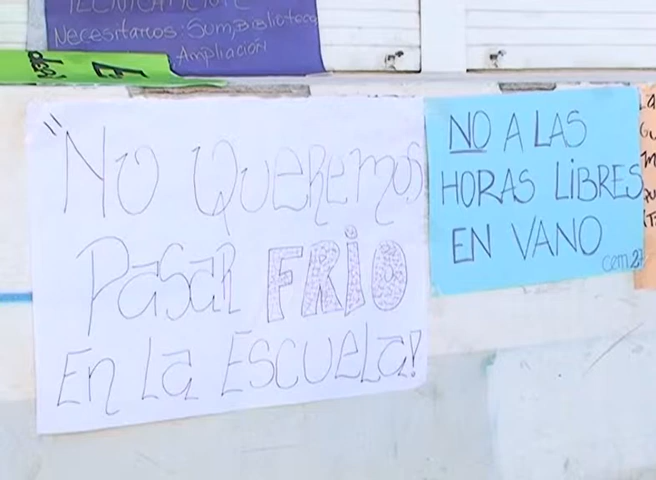 Necesitamos: Sum, Biblioteca
Ampliación
"No Queremos
Pasar FRIO
En La Escuela!
NO A LAS
HORAS LIBRES
EN VANO